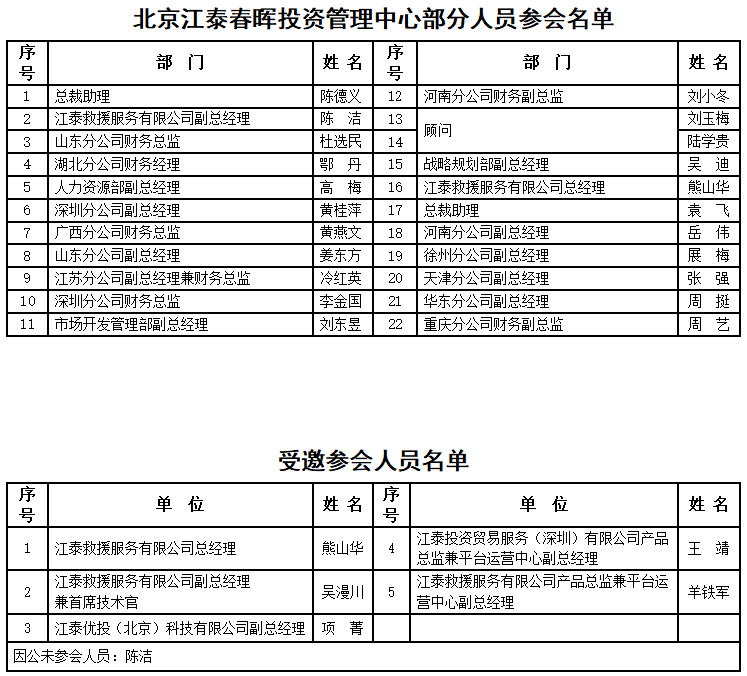 北京江泰春晖投资管理中心部分人员参会名单
序号 部 门 姓 名 序号 部 门 姓 名
1 总裁助理 陈德义 12 河南分公司财务副总监 刘小冬
2 江泰救援服务有限公司副总经理 陈 洁 13 顾问 刘玉梅
3 山东分公司财务总监 杜选民 14 陆学贵
4 湖北分公司财务经理 鄂 丹 15 战略规划部副总经理 吴 迪
5 人力资源部副总经理 高 梅 16 江泰救援服务有限公司总经理 熊山华
6 深圳分公司副总经理 黄桂萍 17 总裁助理 袁 飞
7 广西分公司财务总监 黄燕文 18 河南分公司副总经理 岳 伟
8 山东分公司副总经理 姜东方 19 徐州分公司副总经理 展 梅
9 江苏分公司副总经理兼财务总监 冷红英 20 天津分公司副总经理 张 强
10 深圳分公司财务总监 李金国 21 华东分公司副总经理 周 挺
11 市场开发管理部副总经理 刘东昱 22 重庆分公司财务副总监 周 艺
受邀参会人员名单
序号 单 位 姓 名 序号 单 位 姓 名
1 江泰救援服务有限公司总经理 熊山华 4 江泰投资贸易服务（深圳）有限公司产品
总监兼平台运营中心副总经理 王 靖
2 江泰救援服务有限公司副总经理
兼首席技术官 吴漫川 5 江泰救援服务有限公司产品总监兼平台运
营中心副总经理 羊铁军
3 江泰优投（北京）科技有限公司副总经理 项 菁
因公未参会人员：陈洁